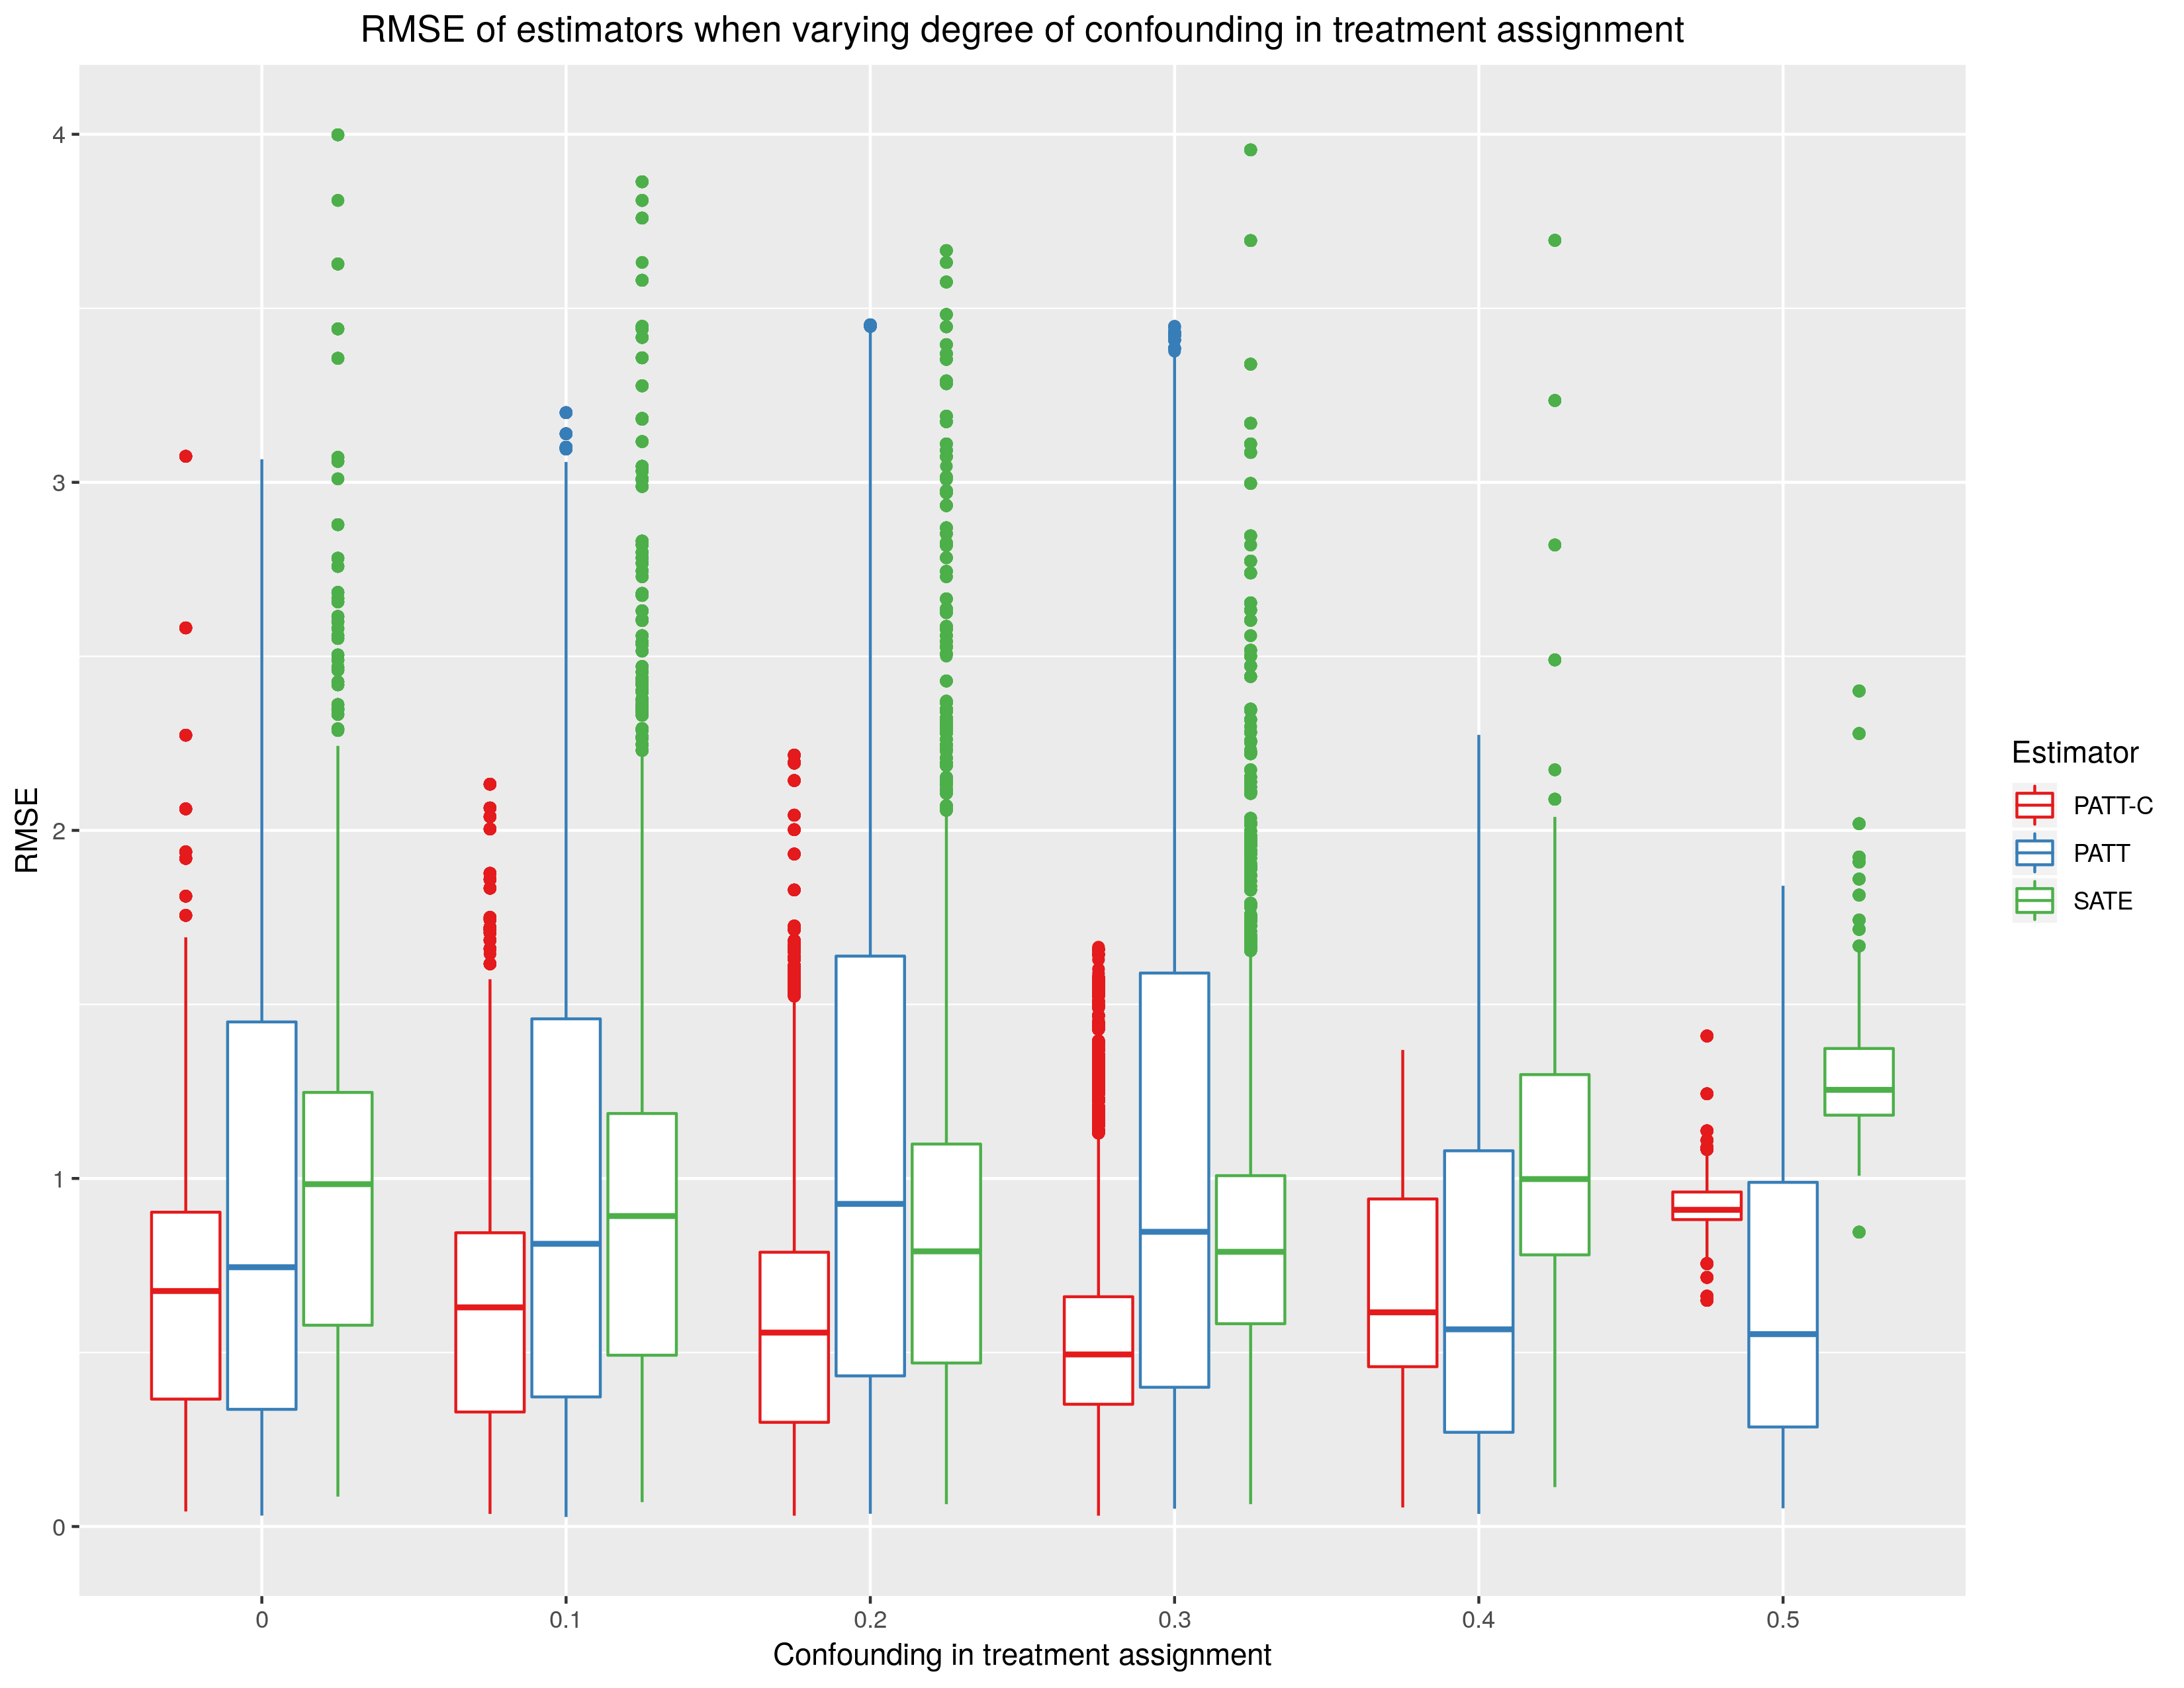 RMSE of estimators when varying degree of confounding in treatment assignment
4
3
2
1
0
RMSE
0 0.1 0.2 0.3 0.4 0.5
Confounding in treatment assignment
Estimator
PATT-C
PATT
SATE